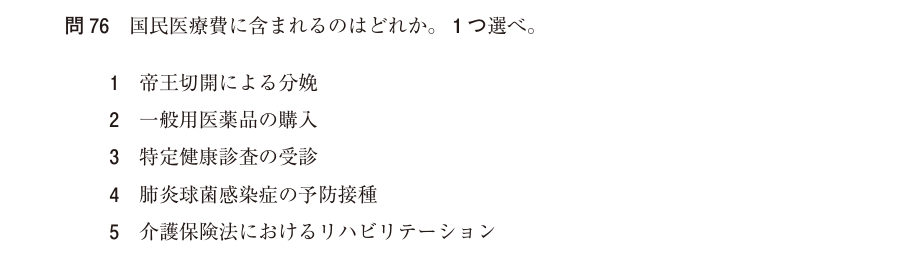 問 76　国民医療費に含まれるのはどれか。1 つ選べ。
1　帝王切開による分娩
2　一般用医薬品の購入
3　特定健康診査の受診
4　肺炎球菌感染症の予防接種
5　介護保険法におけるリハビリテーション